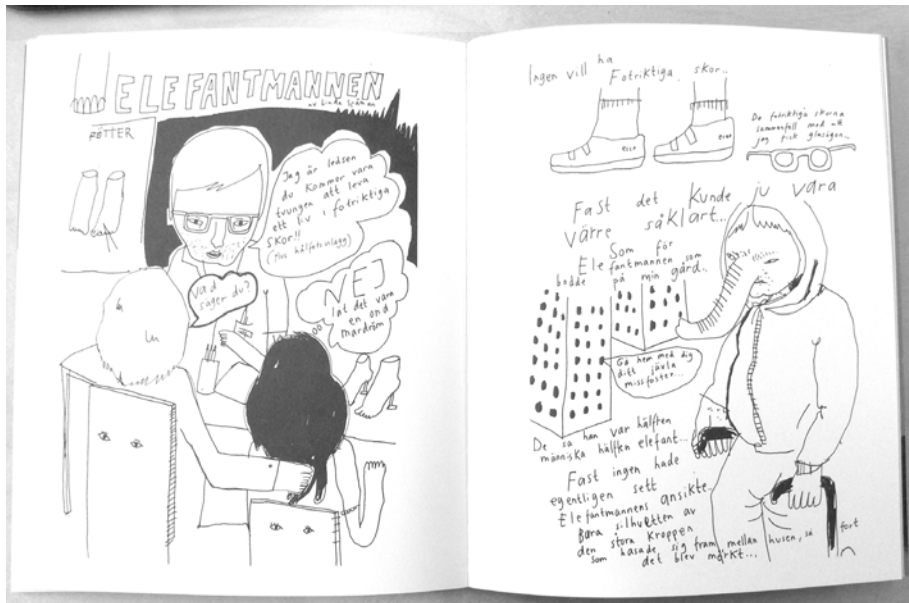 ELEFANTMANNEN
FÖTTER
Jag är ledsen
du kommer vara
tvungen att leva
ett liv i fotriktiga
skor!!
(Plus hålfotsinlägg)
Vad
säger du?
NEJ
låt det vara
en ond
mardröm
Ingen vill ha
Fotriktiga skor..
ecco
ecco
De fotriktiga skorna
sammanföll med att
jag fick glasögon..
Fast det kunde ju vara
värre såklart...
Som för
Elefantmannen som
bodde på min gård..
Gå hem med dig
ditt jävla
missfoster...
De sa han var hälften
människa hälften elefant...
Fast ingen hade
egentligen sett
Elefantmannens ansikte..
Bara silhuetten av
den stora kroppen
som hasade sig fram mellan husen, så fort
det blev mörkt...